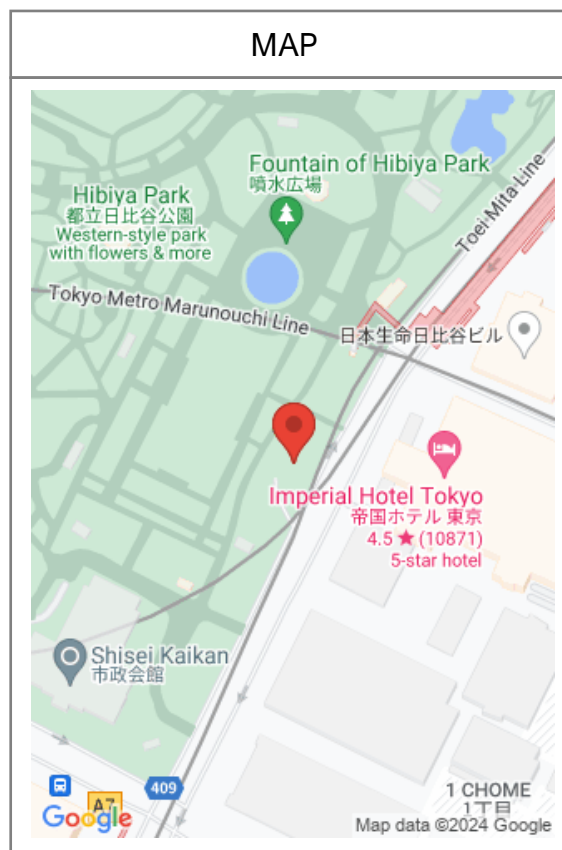 MAP
Fountain of Hibiya Park
噴水広場
Hibiya Park
都立日比谷公園
Western-style park
with flowers & more
Toei Mita Line
Tokyo Metro Marunouchi Line
日本生命日比谷ビル
Imperial Hotel Tokyo
帝国ホテル 東京
4.5 ★ (10871)
5-star hotel
Shisei Kaikan
市政会館
409
A7
1 CHOME
1丁目
Google
Map data ©2024 Google